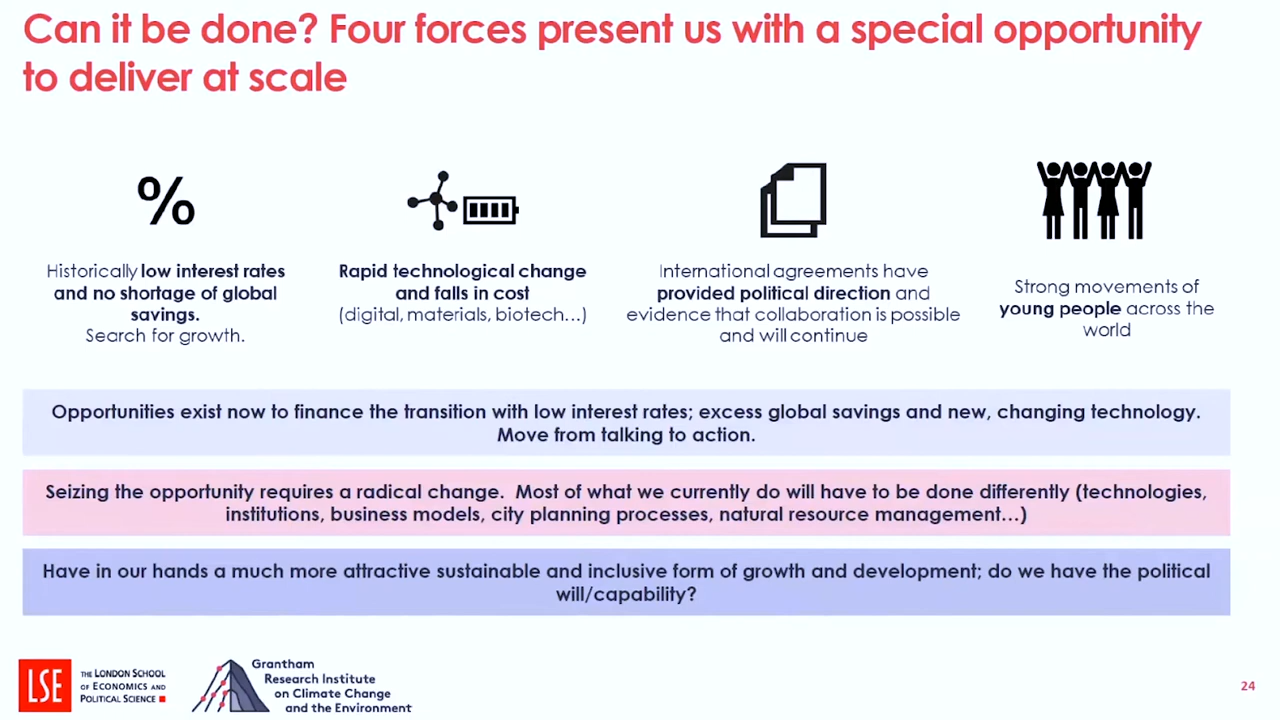 Can it be done? Four forces present us with a special opportunity
to deliver at scale
%
Historically low interest rates
and no shortage of global
savings.
Search for growth.
Rapid technological change
and falls in cost
(digital, materials, biotech...)
International agreements have
provided political direction and
evidence that collaboration is possible
and will continue
Strong movements of
young people across the
world
Opportunities exist now to finance the transition with low interest rates; excess global savings and new, changing technology.
Move from talking to action.
Seizing the opportunity requires a radical change.  Most of what we currently do will have to be done differently (technologies,
institutions, business models, city planning processes, natural resource management...)
Have in our hands a much more attractive sustainable and inclusive form of growth and development; do we have the political
will/capability?
LSE
THE LONDON SCHOOL
OF ECONOMICS AND
POLITICAL SCIENCE
Grantham
Research Institute
on Climate Change
and the Environment
24